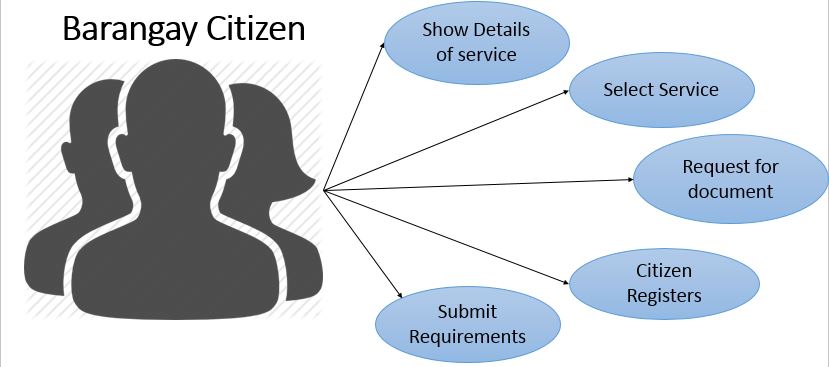 Barangay Citizen
Show Details
of service
Select Service
Request for
document
Citizen
Registers
Submit
Requirements